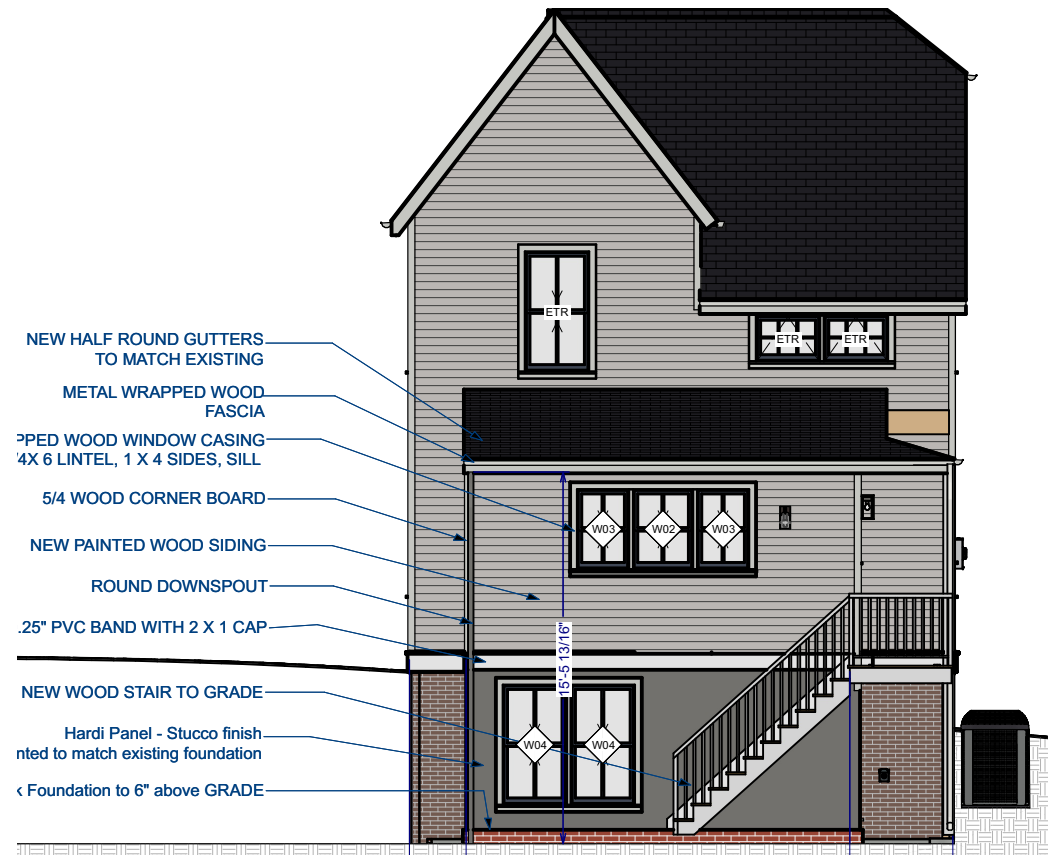 NEW HALF ROUND GUTTERS
TO MATCH EXISTING
METAL WRAPPED WOOD
FASCIA
PPED WOOD WINDOW CASING
/4X 6 LINTEL, 1 X 4 SIDES, SILL
5/4 WOOD CORNER BOARD
NEW PAINTED WOOD SIDING
ROUND DOWNSPOUT
.25" PVC BAND WITH 2 X 1 CAP
NEW WOOD STAIR TO GRADE
Hardi Panel - Stucco finish
nted to match existing foundation
k Foundation to 6" above GRADE
ETR
ETR
ETR
W03
W02
W03
15'-5 13/16"
W04
W04